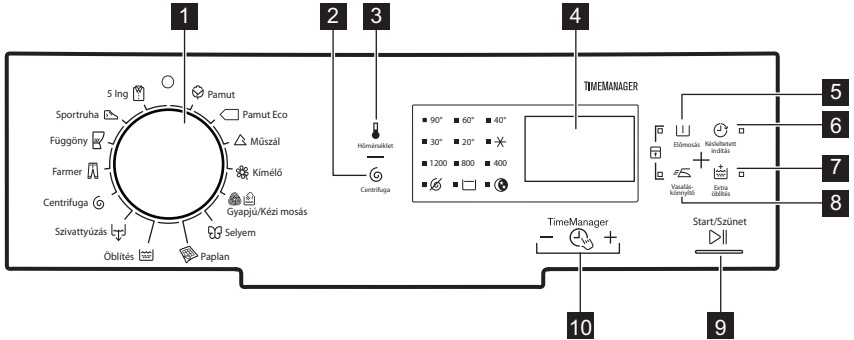 1
2
3
4
5
6
7
8
9
10
5 Ing
Pamut
Sportruha
Pamut Eco
Függöny
Műszál
Farmer
Kímélő
Centrifuga
Gyapjú/Kézi mosás
Szivattyúzás
Selyem
Öblítés
Paplan
Hőmérséklet
Centrifuga
TIMEMANAGER
90° 60° 40°
30° 20°
1200 800 400
Előmosás
Késleltetett
indítás
Vasalás-
könnyítő
Extra
öblítés
TimeManager
Start/Szünet